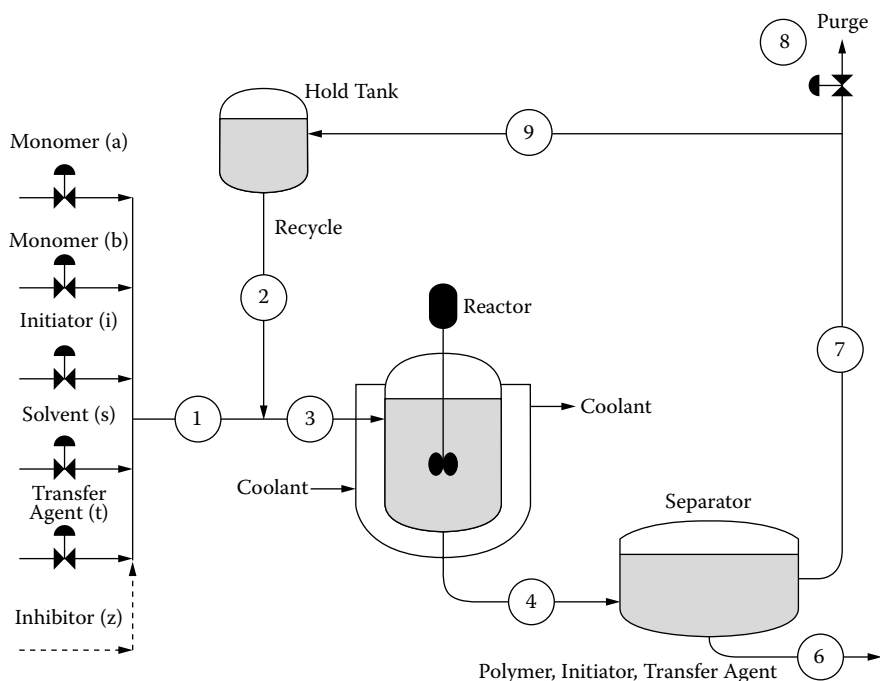 Purge
8
Hold Tank
9
Monomer (a)
Recycle
Monomer (b)
2
Initiator (i)
Reactor
7
Solvent (s)
1
3
Coolant
Transfer
Agent (t)
Coolant
Separator
4
Inhibitor (z)
6
Polymer, Initiator, Transfer Agent